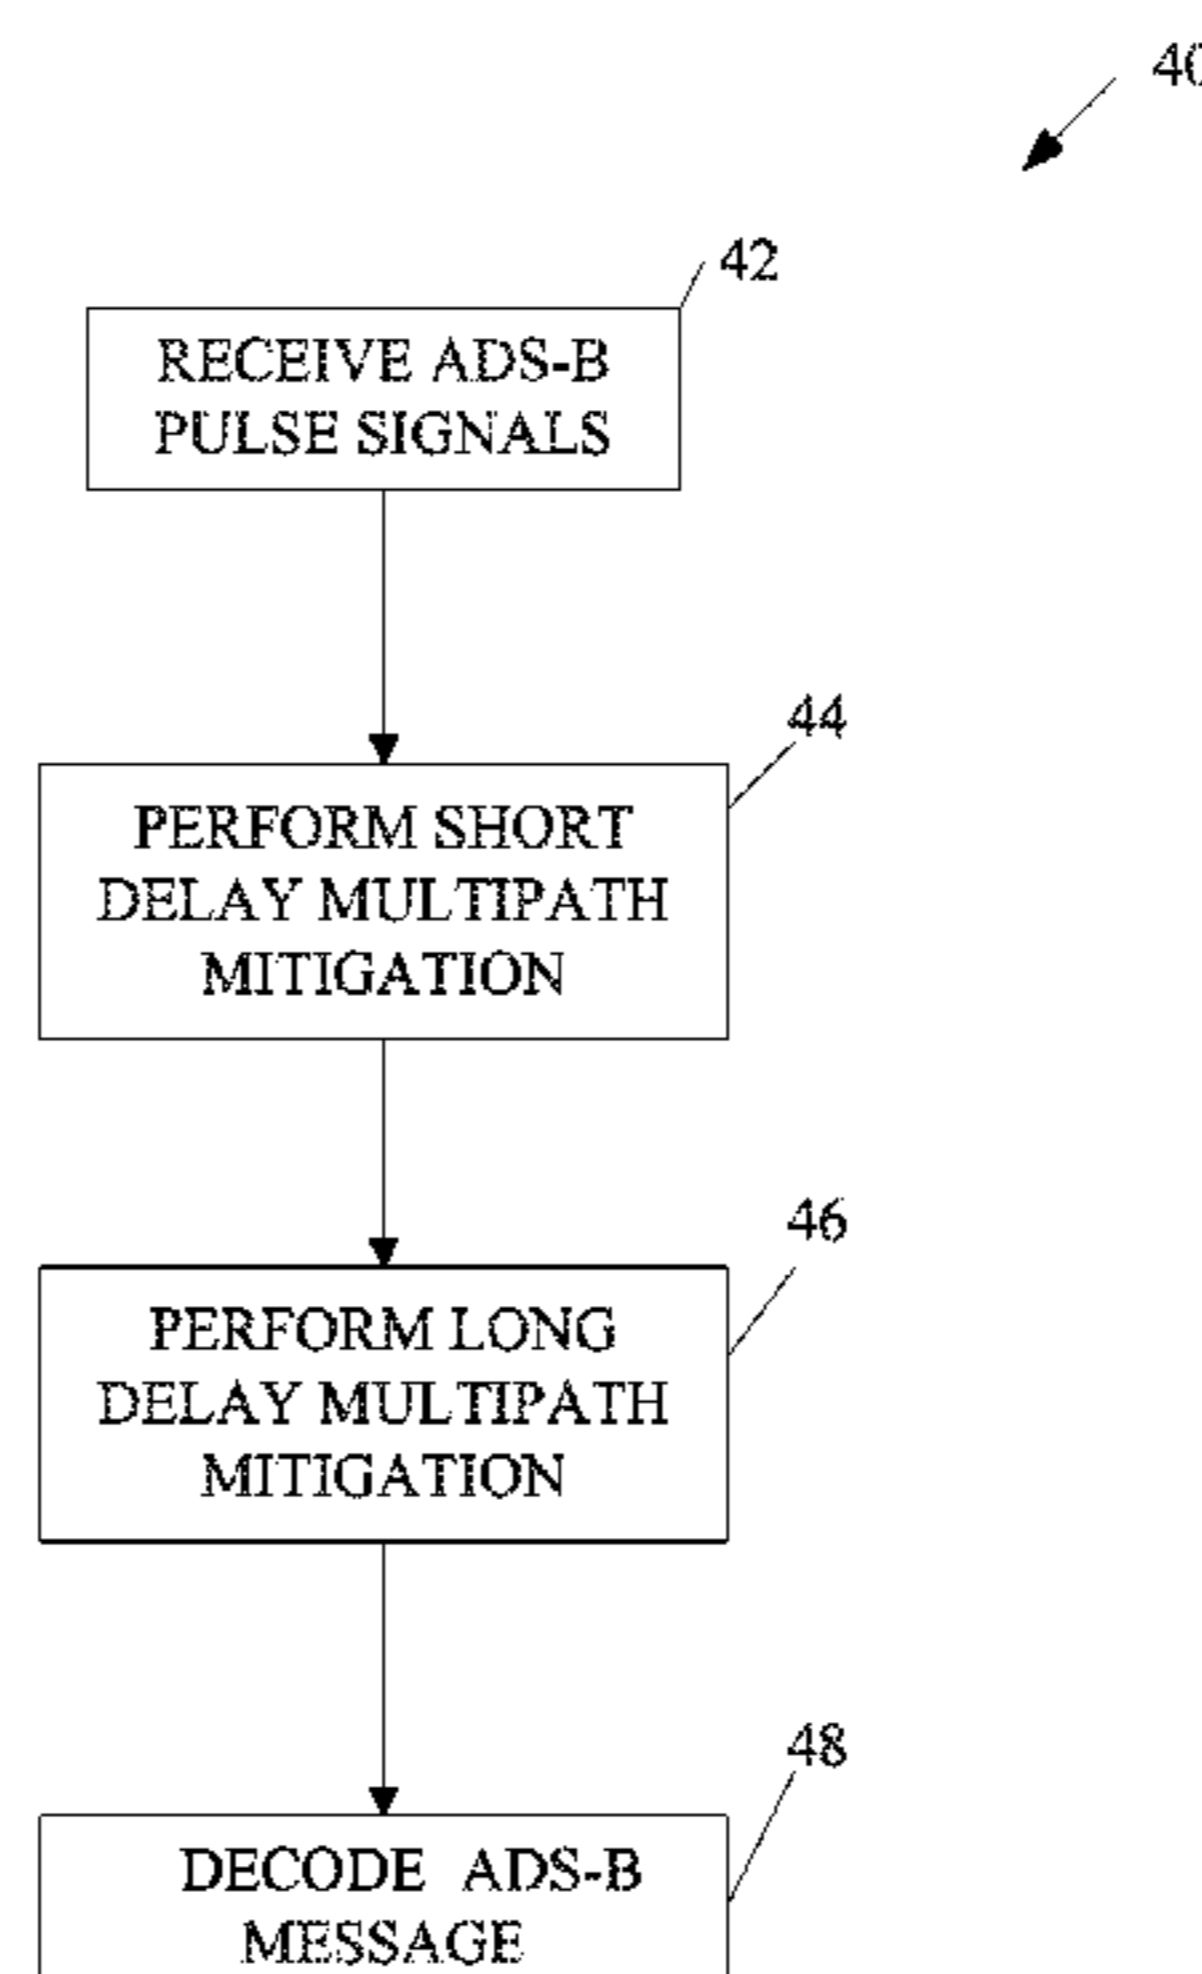 40
42
RECEIVE ADS-B
PULSE SIGNALS
44
PERFORM SHORT
DELAY MULTIPATH
MITIGATION
46
PERFORM LONG
DELAY MULTIPATH
MITIGATION
48
DECODE ADS-B
MESSAGE